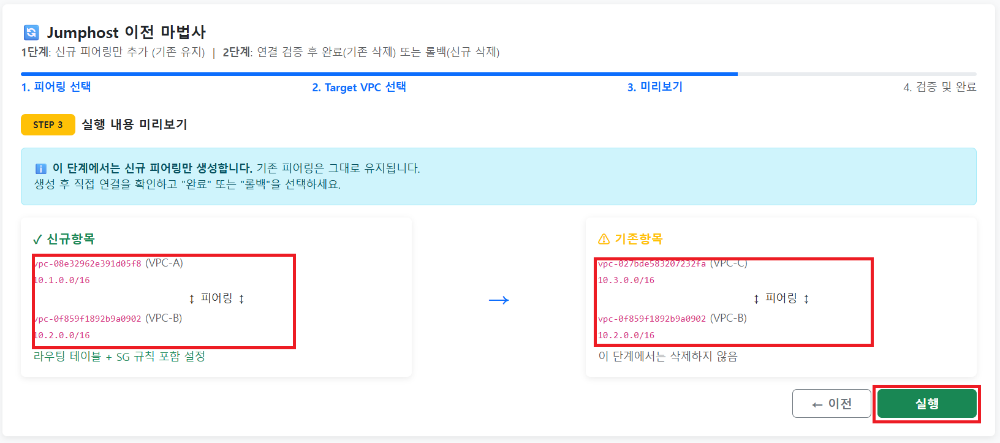 Jumphost 이전 마법사
1단계: 신규 피어링만 추가 (기존 유지) | 2단계: 연결 검증 후 완료(기존 삭제) 또는 롤백(신규 삭제)
1. 피어링 선택
2. Target VPC 선택
3. 미리보기
4. 검증 및 완료
STEP 3 실행 내용 미리보기
이 단계에서는 신규 피어링만 생성합니다. 기존 피어링은 그대로 유지됩니다.
생성 후 직접 연결을 확인하고 "완료" 또는 "롤백"을 선택하세요.
✓ 신규항목
vpc-08e32962e391d05f8 (VPC-A)
10.1.0.0/16
↕ 피어링 ↕
vpc-0f859f1892b9a0902 (VPC-B)
10.2.0.0/16
라우팅 테이블 + SG 규칙 포함 설정
→
⚠ 기존항목
vpc-027bde583207232fa (VPC-C)
10.3.0.0/16
↕ 피어링 ↕
vpc-0f859f1892b9a0902 (VPC-B)
10.2.0.0/16
이 단계에서는 삭제하지 않음
← 이전
실행